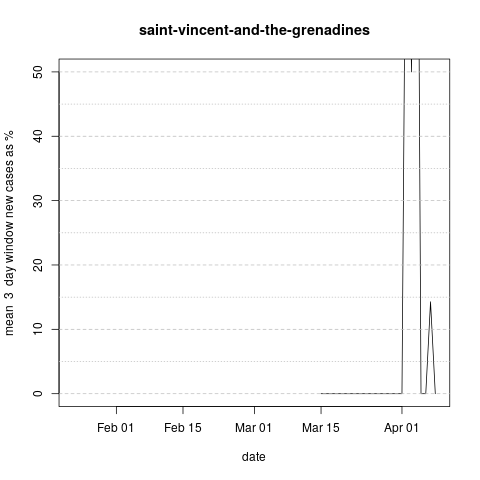 saint-vincent-and-the-grenadines
mean 3 day window new cases as %
50
40
30
20
10
0
Feb 01 Feb 15 Mar 01 Mar 15 Apr 01
date